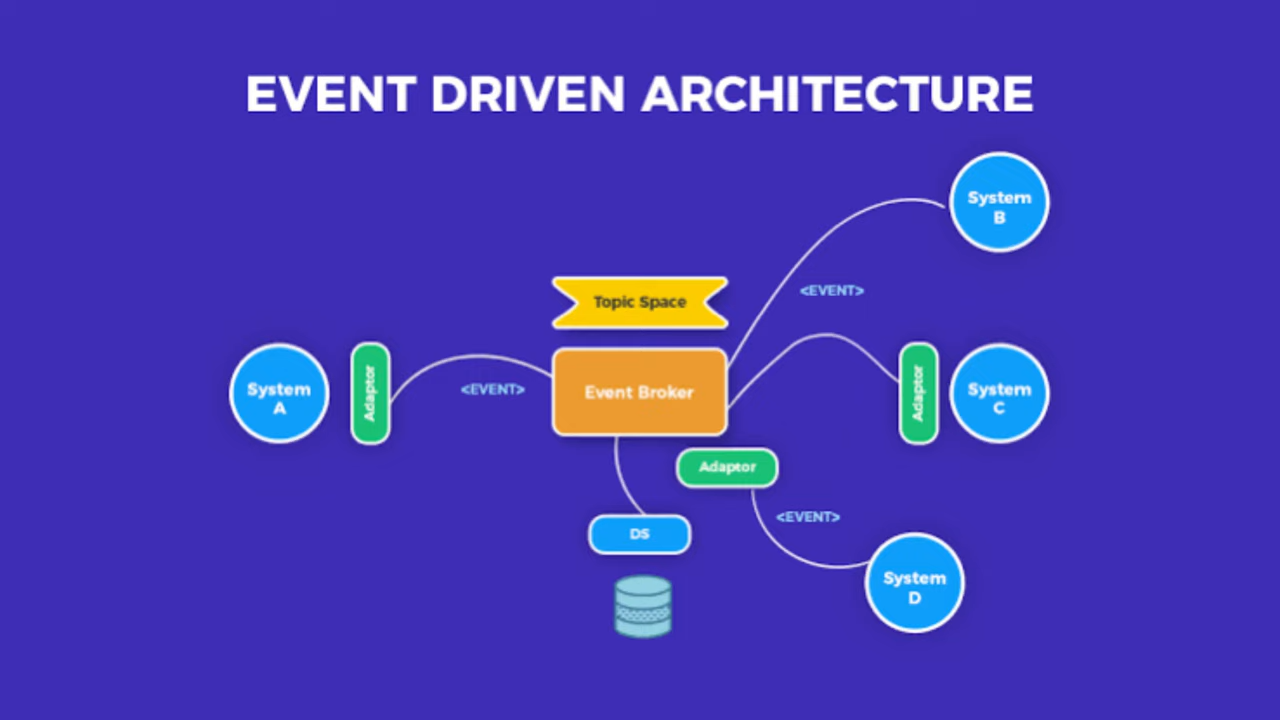 EVENT DRIVEN ARCHITECTURE
System
B
<EVENT>
Topic Space
System
A
Adaptor
<EVENT>
Event Broker
Adaptor
System
C
Adaptor
<EVENT>
DS
System
D